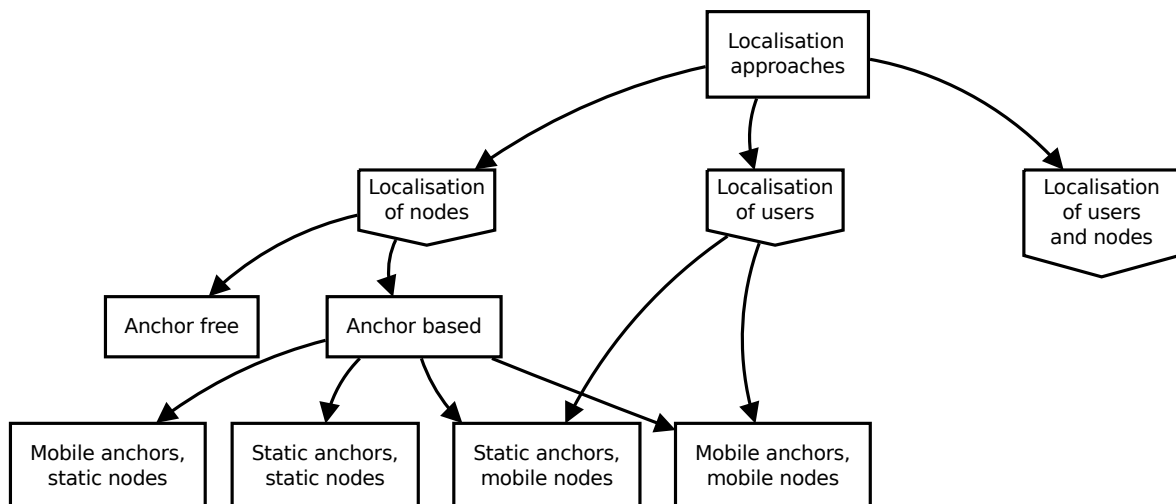 Localisation
approaches
Localisation
of nodes
Localisation
of users
Localisation
of users
and nodes
Anchor free
Anchor based
Mobile anchors,
static nodes
Static anchors,
static nodes
Static anchors,
mobile nodes
Mobile anchors,
mobile nodes